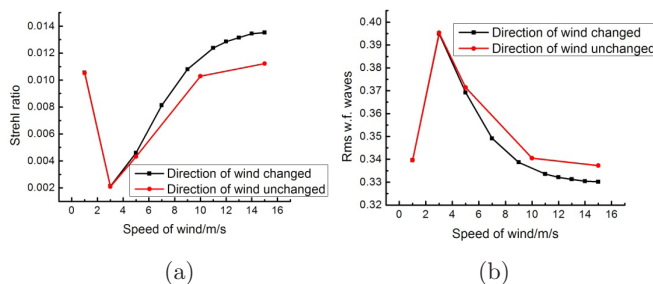 0.014
0.012
0.010
0.008
0.006
0.004
0.002
Strehl ratio
Direction of wind changed
Direction of wind unchanged
0 2 4 6 8 10 12 14 16
Speed of wind/m/s
(a)
0.40
0.39
0.38
0.37
0.36
0.35
0.34
0.33
0.32
Rms w.f. waves
Direction of wind changed
Direction of wind unchanged
0 2 4 6 8 10 12 14 16
Speed of wind/m/s
(b)